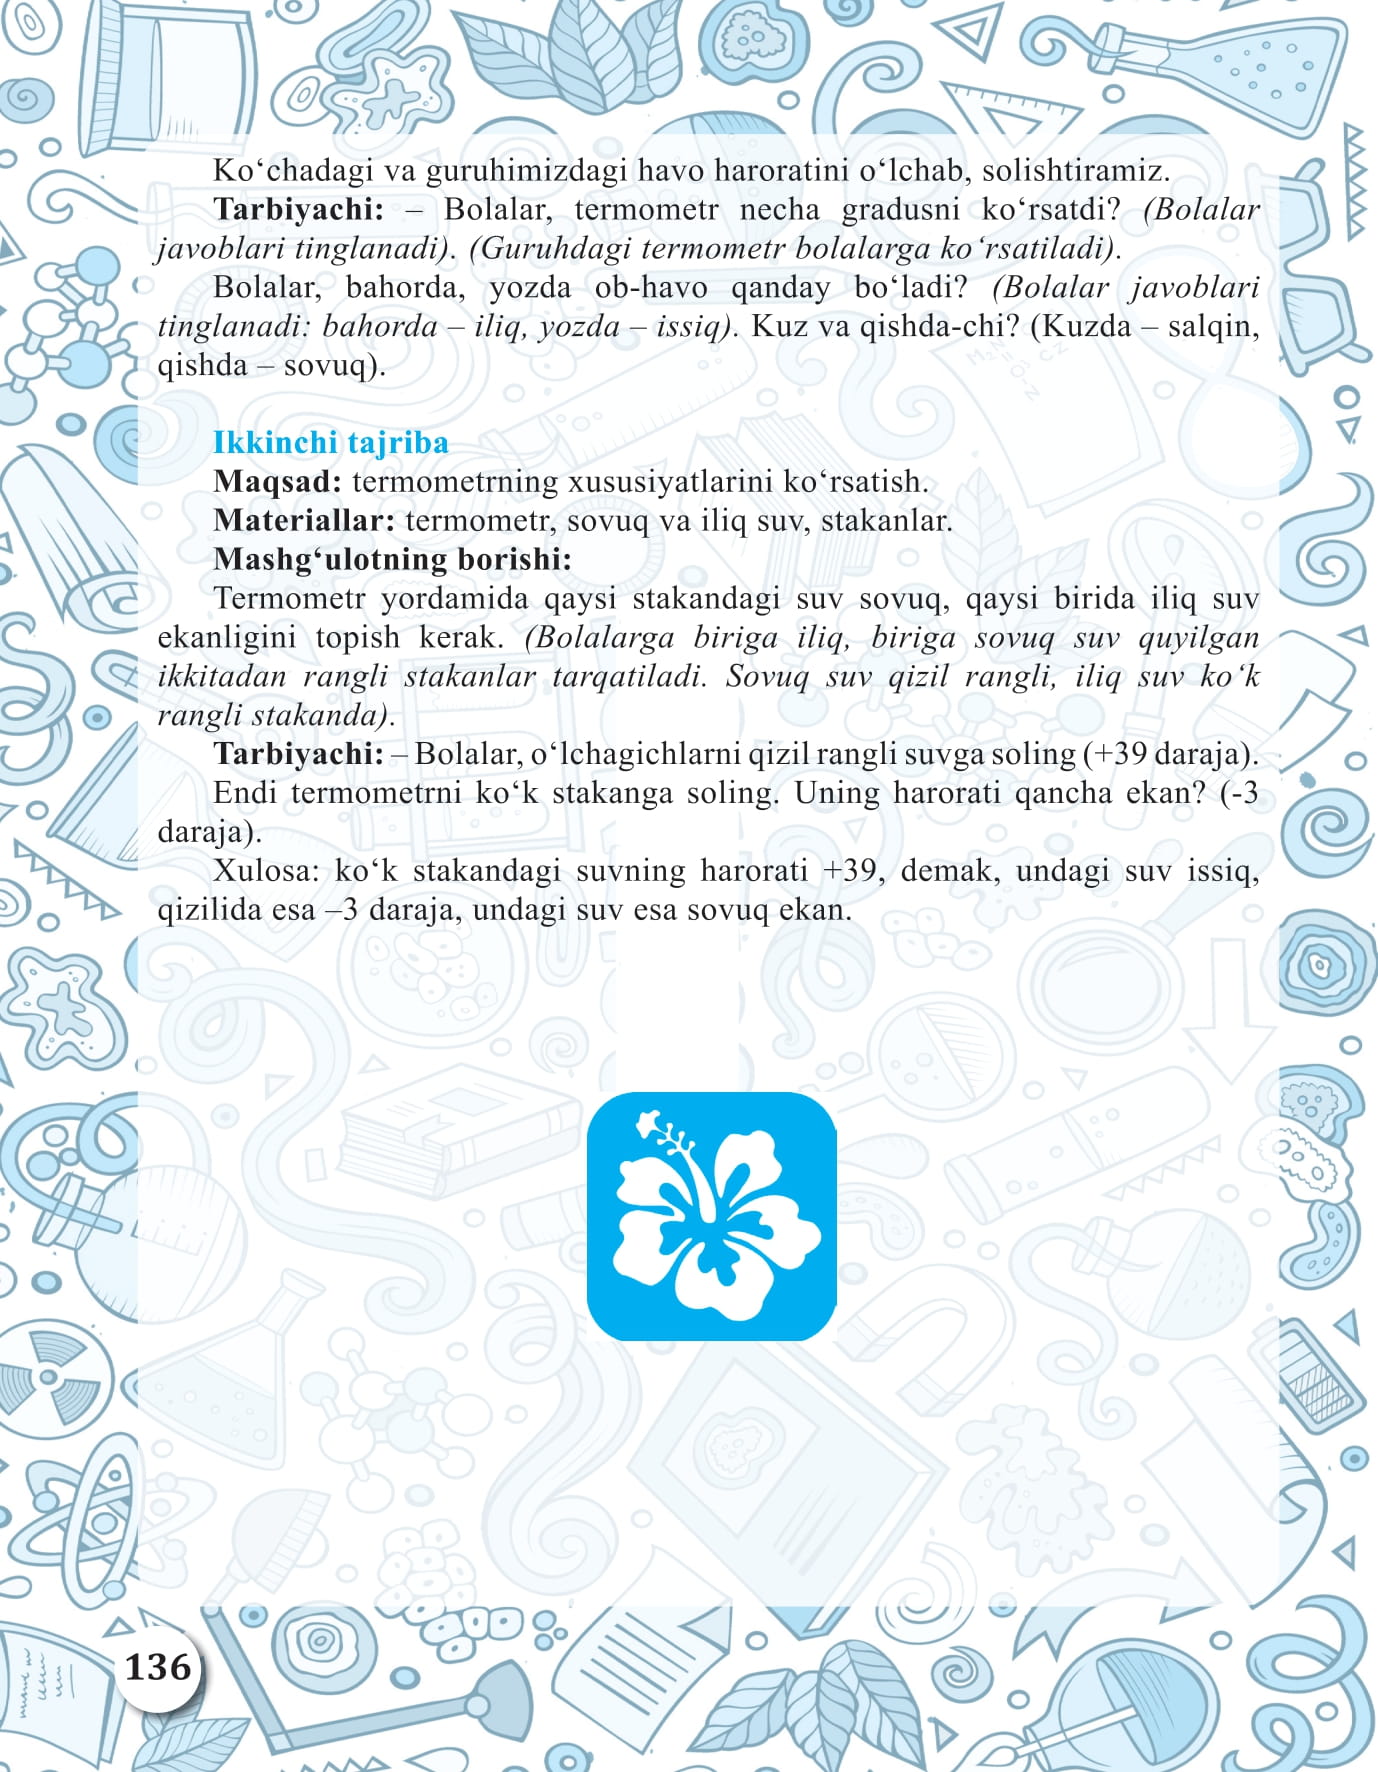 Ko‘chadagi va guruhimizdagi havo haroratini o‘lchab, solishtiramiz.
Tarbiyachi: – Bolalar, termometr necha gradusni ko‘rsatdi? (Bolalar
javoblari tinglanadi). (Guruhdagi termometr bolalarga ko‘rsatiladi).
Bolalar, bahorda, yozda ob-havo qanday bo‘ladi? (Bolalar javoblari
tinglanadi: bahorda – iliq, yozda – issiq). Kuz va qishda-chi? (Kuzda – salqin,
qishda – sovuq).
Ikkinchi tajriba
Maqsad: termometrning xususiyatlarini ko‘rsatish.
Materiallar: termometr, sovuq va iliq suv, stakanlar.
Mashg‘ulotning borishi:
Termometr yordamida qaysi stakandagi suv sovuq, qaysi birida iliq suv
ekanligini topish kerak. (Bolalarga biriga iliq, biriga sovuq suv quyilgan
ikkitadan rangli stakanlar tarqatiladi. Sovuq suv qizil rangli, iliq suv ko‘k
rangli stakanda).
Tarbiyachi: – Bolalar, o‘lchagichlarni qizil rangli suvga soling (+39 daraja).
Endi termometrni ko‘k stakanga soling. Uning harorati qancha ekan? (-3
daraja).
Xulosa: ko‘k stakandagi suvning harorati +39, demak, undagi suv issiq,
qizilida esa –3 daraja, undagi suv esa sovuq ekan.
136